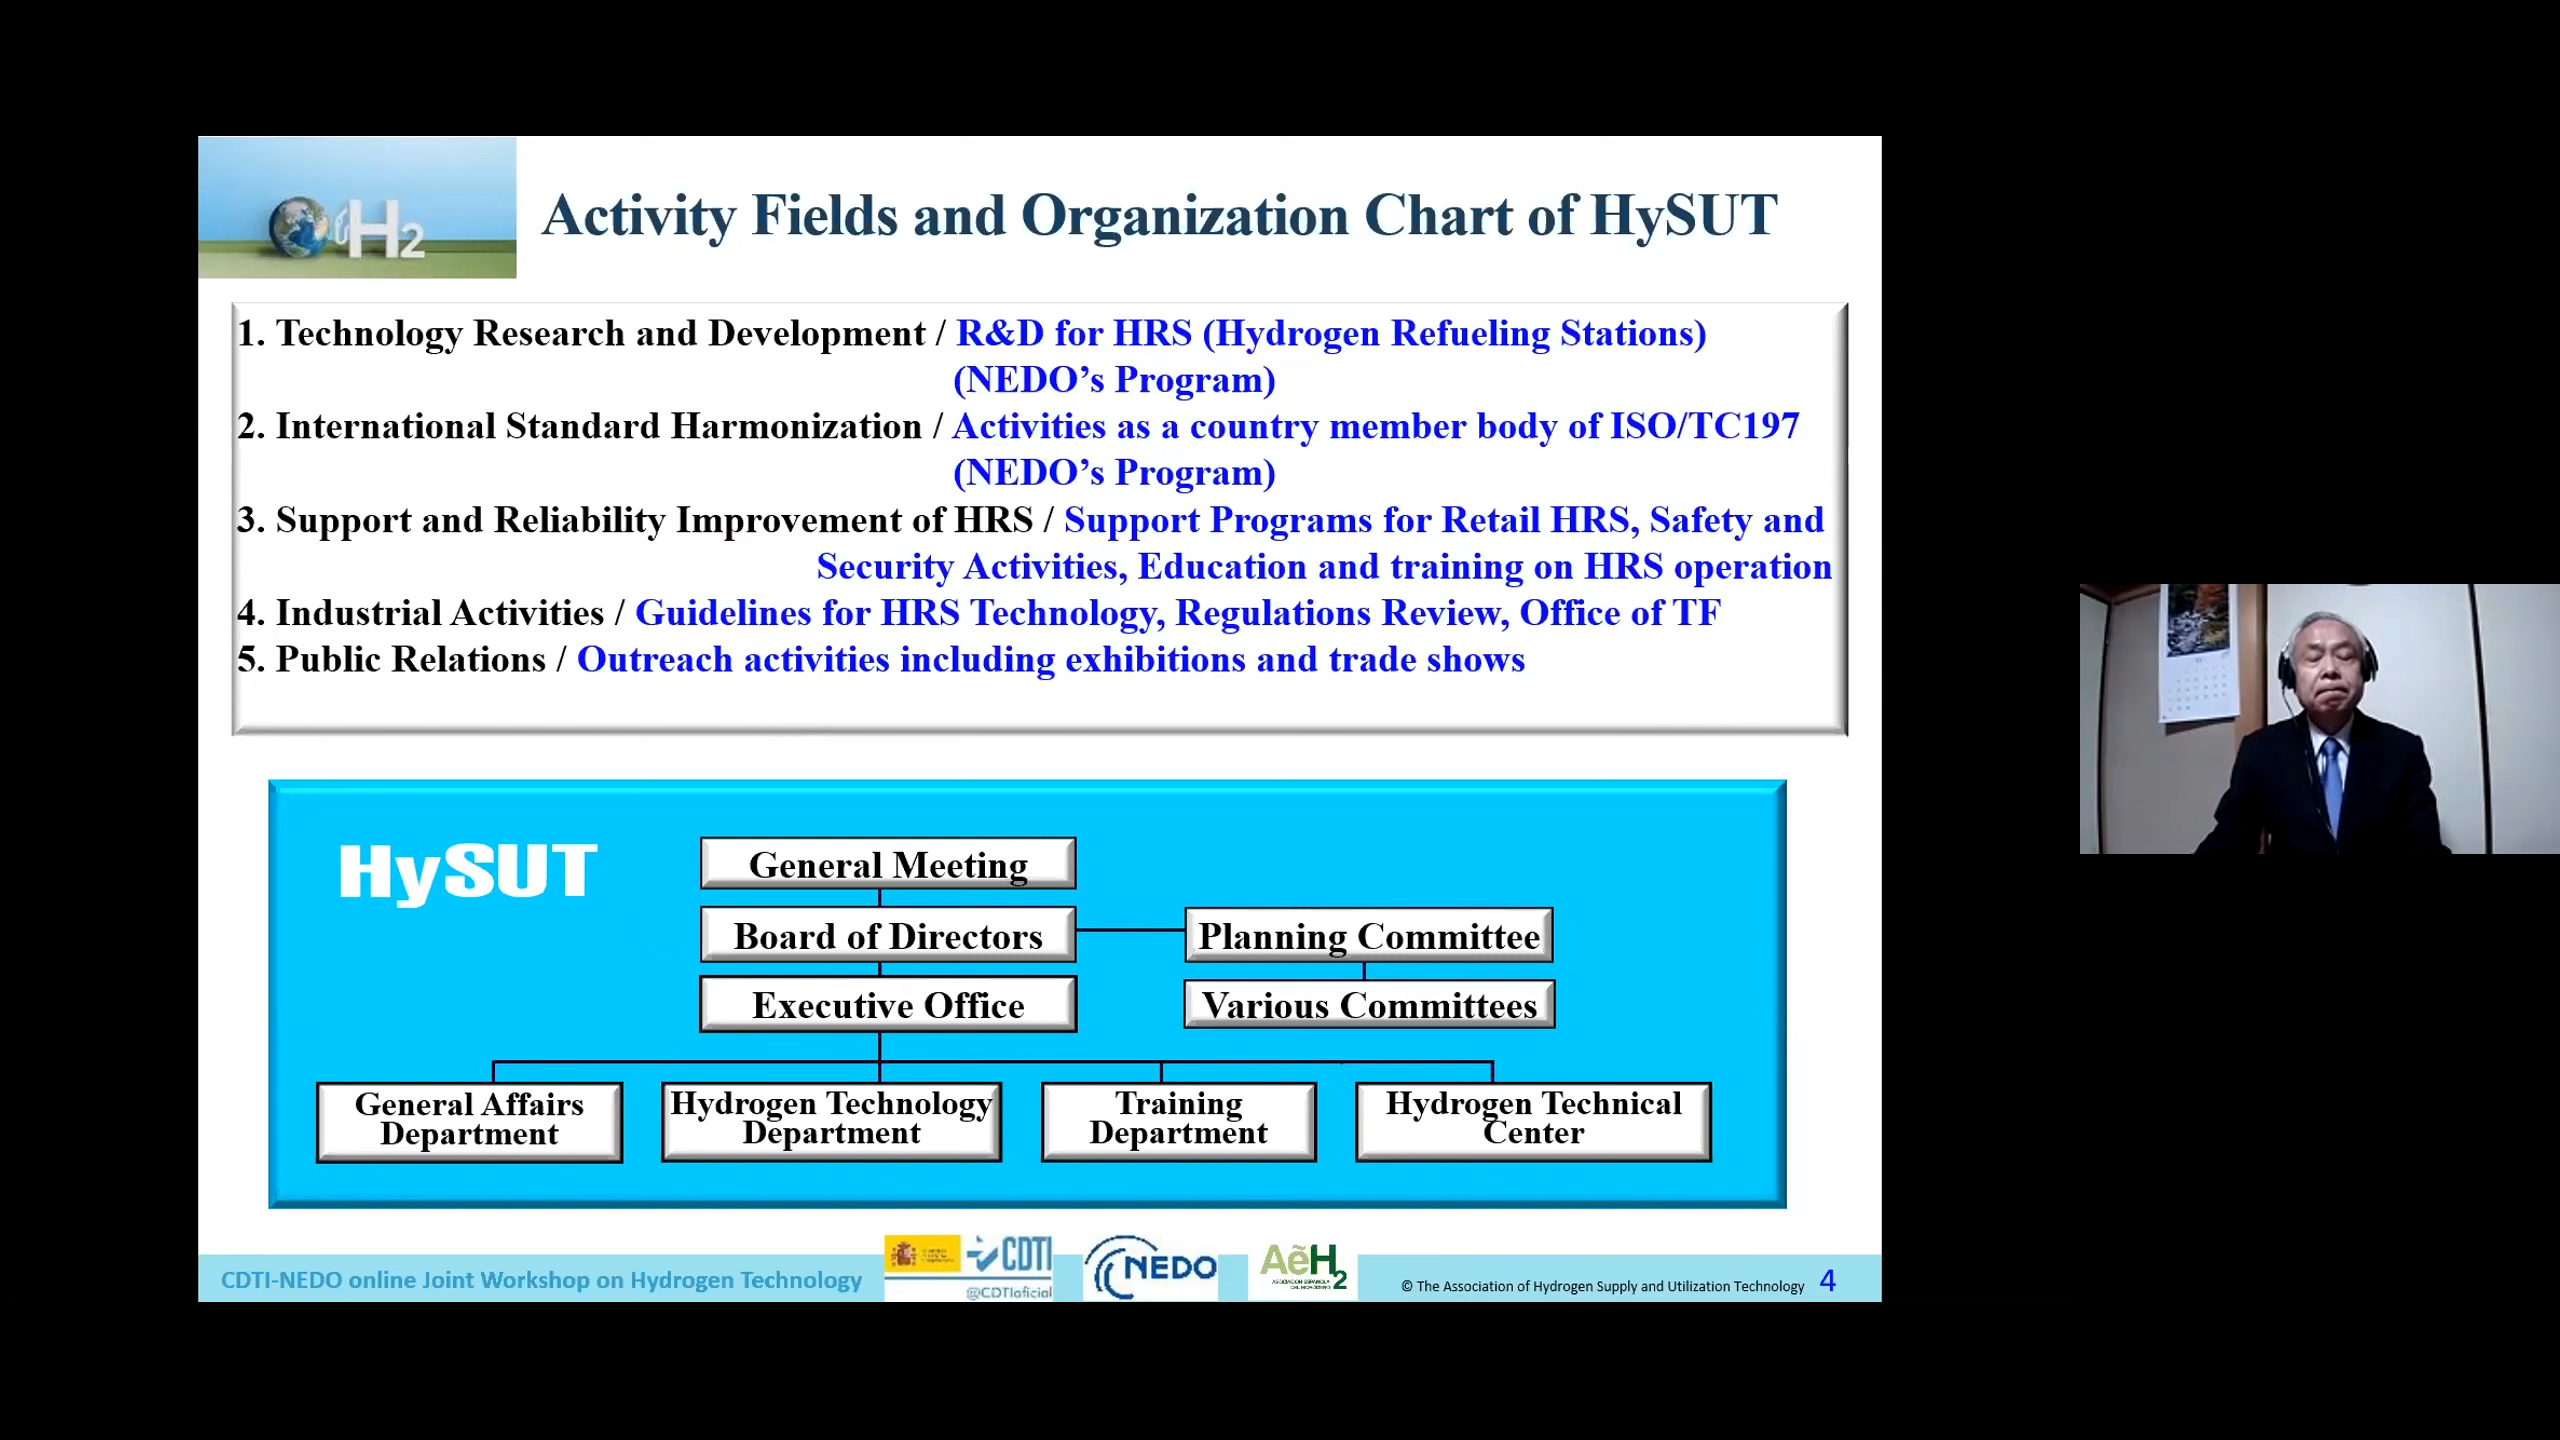 H2
Activity Fields and Organization Chart of HySUT
1. Technology Research and Development / R&D for HRS (Hydrogen Refueling Stations)
(NEDO’s Program)
2. International Standard Harmonization / Activities as a country member body of ISO/TC197
(NEDO’s Program)
3. Support and Reliability Improvement of HRS / Support Programs for Retail HRS, Safety and
Security Activities, Education and training on HRS operation
4. Industrial Activities / Guidelines for HRS Technology, Regulations Review, Office of TF
5. Public Relations / Outreach activities including exhibitions and trade shows
HySUT
General Meeting
Board of Directors
Planning Committee
Executive Office
Various Committees
General Affairs
Department
Hydrogen Technology
Department
Training
Department
Hydrogen Technical
Center
CDTI-NEDO online Joint Workshop on Hydrogen Technology
CDTI
@CDTIoficial
NEDO
AeH2
ASOCIACIÓN ESPAÑOLA
DEL HIDRÓGENO
© The Association of Hydrogen Supply and Utilization Technology
4